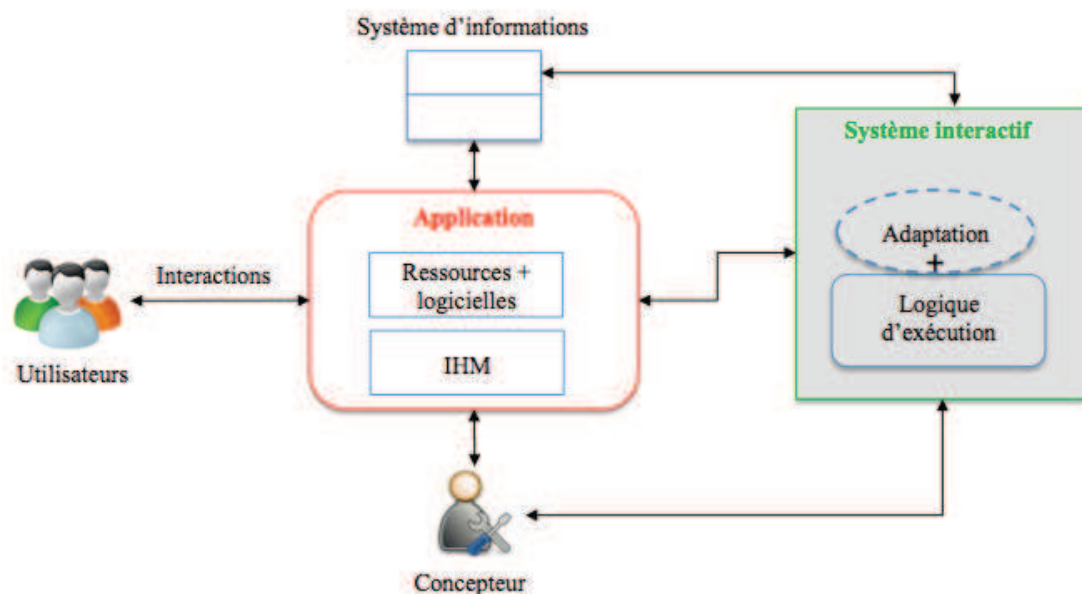 Système d'informations
Système interactif
Application
Adaptation
+
Interactions
Ressources +
logicielles
Logique
d'exécution
IHM
Utilisateurs
Concepteur